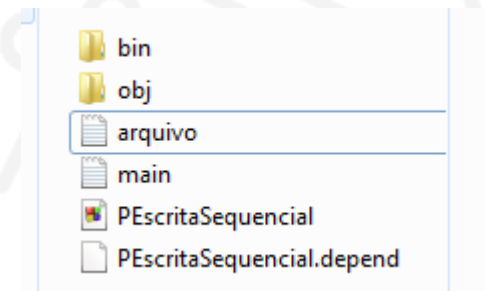 bin
obj
arquivo
main
PEscritaSequencial
PEscritaSequencial.depend